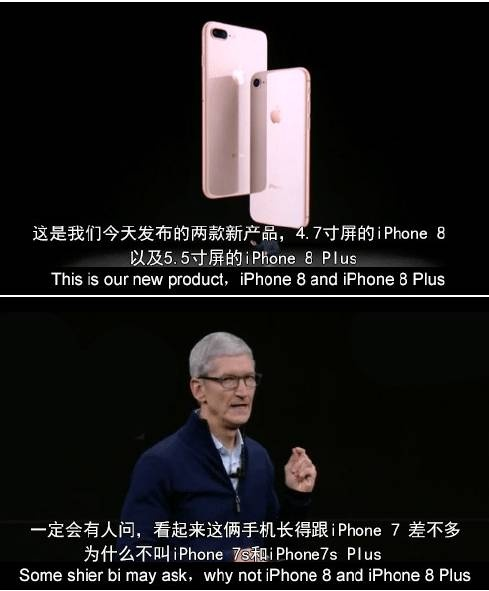 这是我们今天发布的两款新产品，4.7寸屏的iPhone 8
以及5.5寸屏的iPhone 8 Plus
This is our new product, iPhone 8 and iPhone 8 Plus
一定会有人问，看起来这俩手机长得跟iPhone 7 差不多
为什么不叫iPhone 7s和iPhone7s Plus
Some shier bi may ask，why not iPhone 8 and iPhone 8 Plus